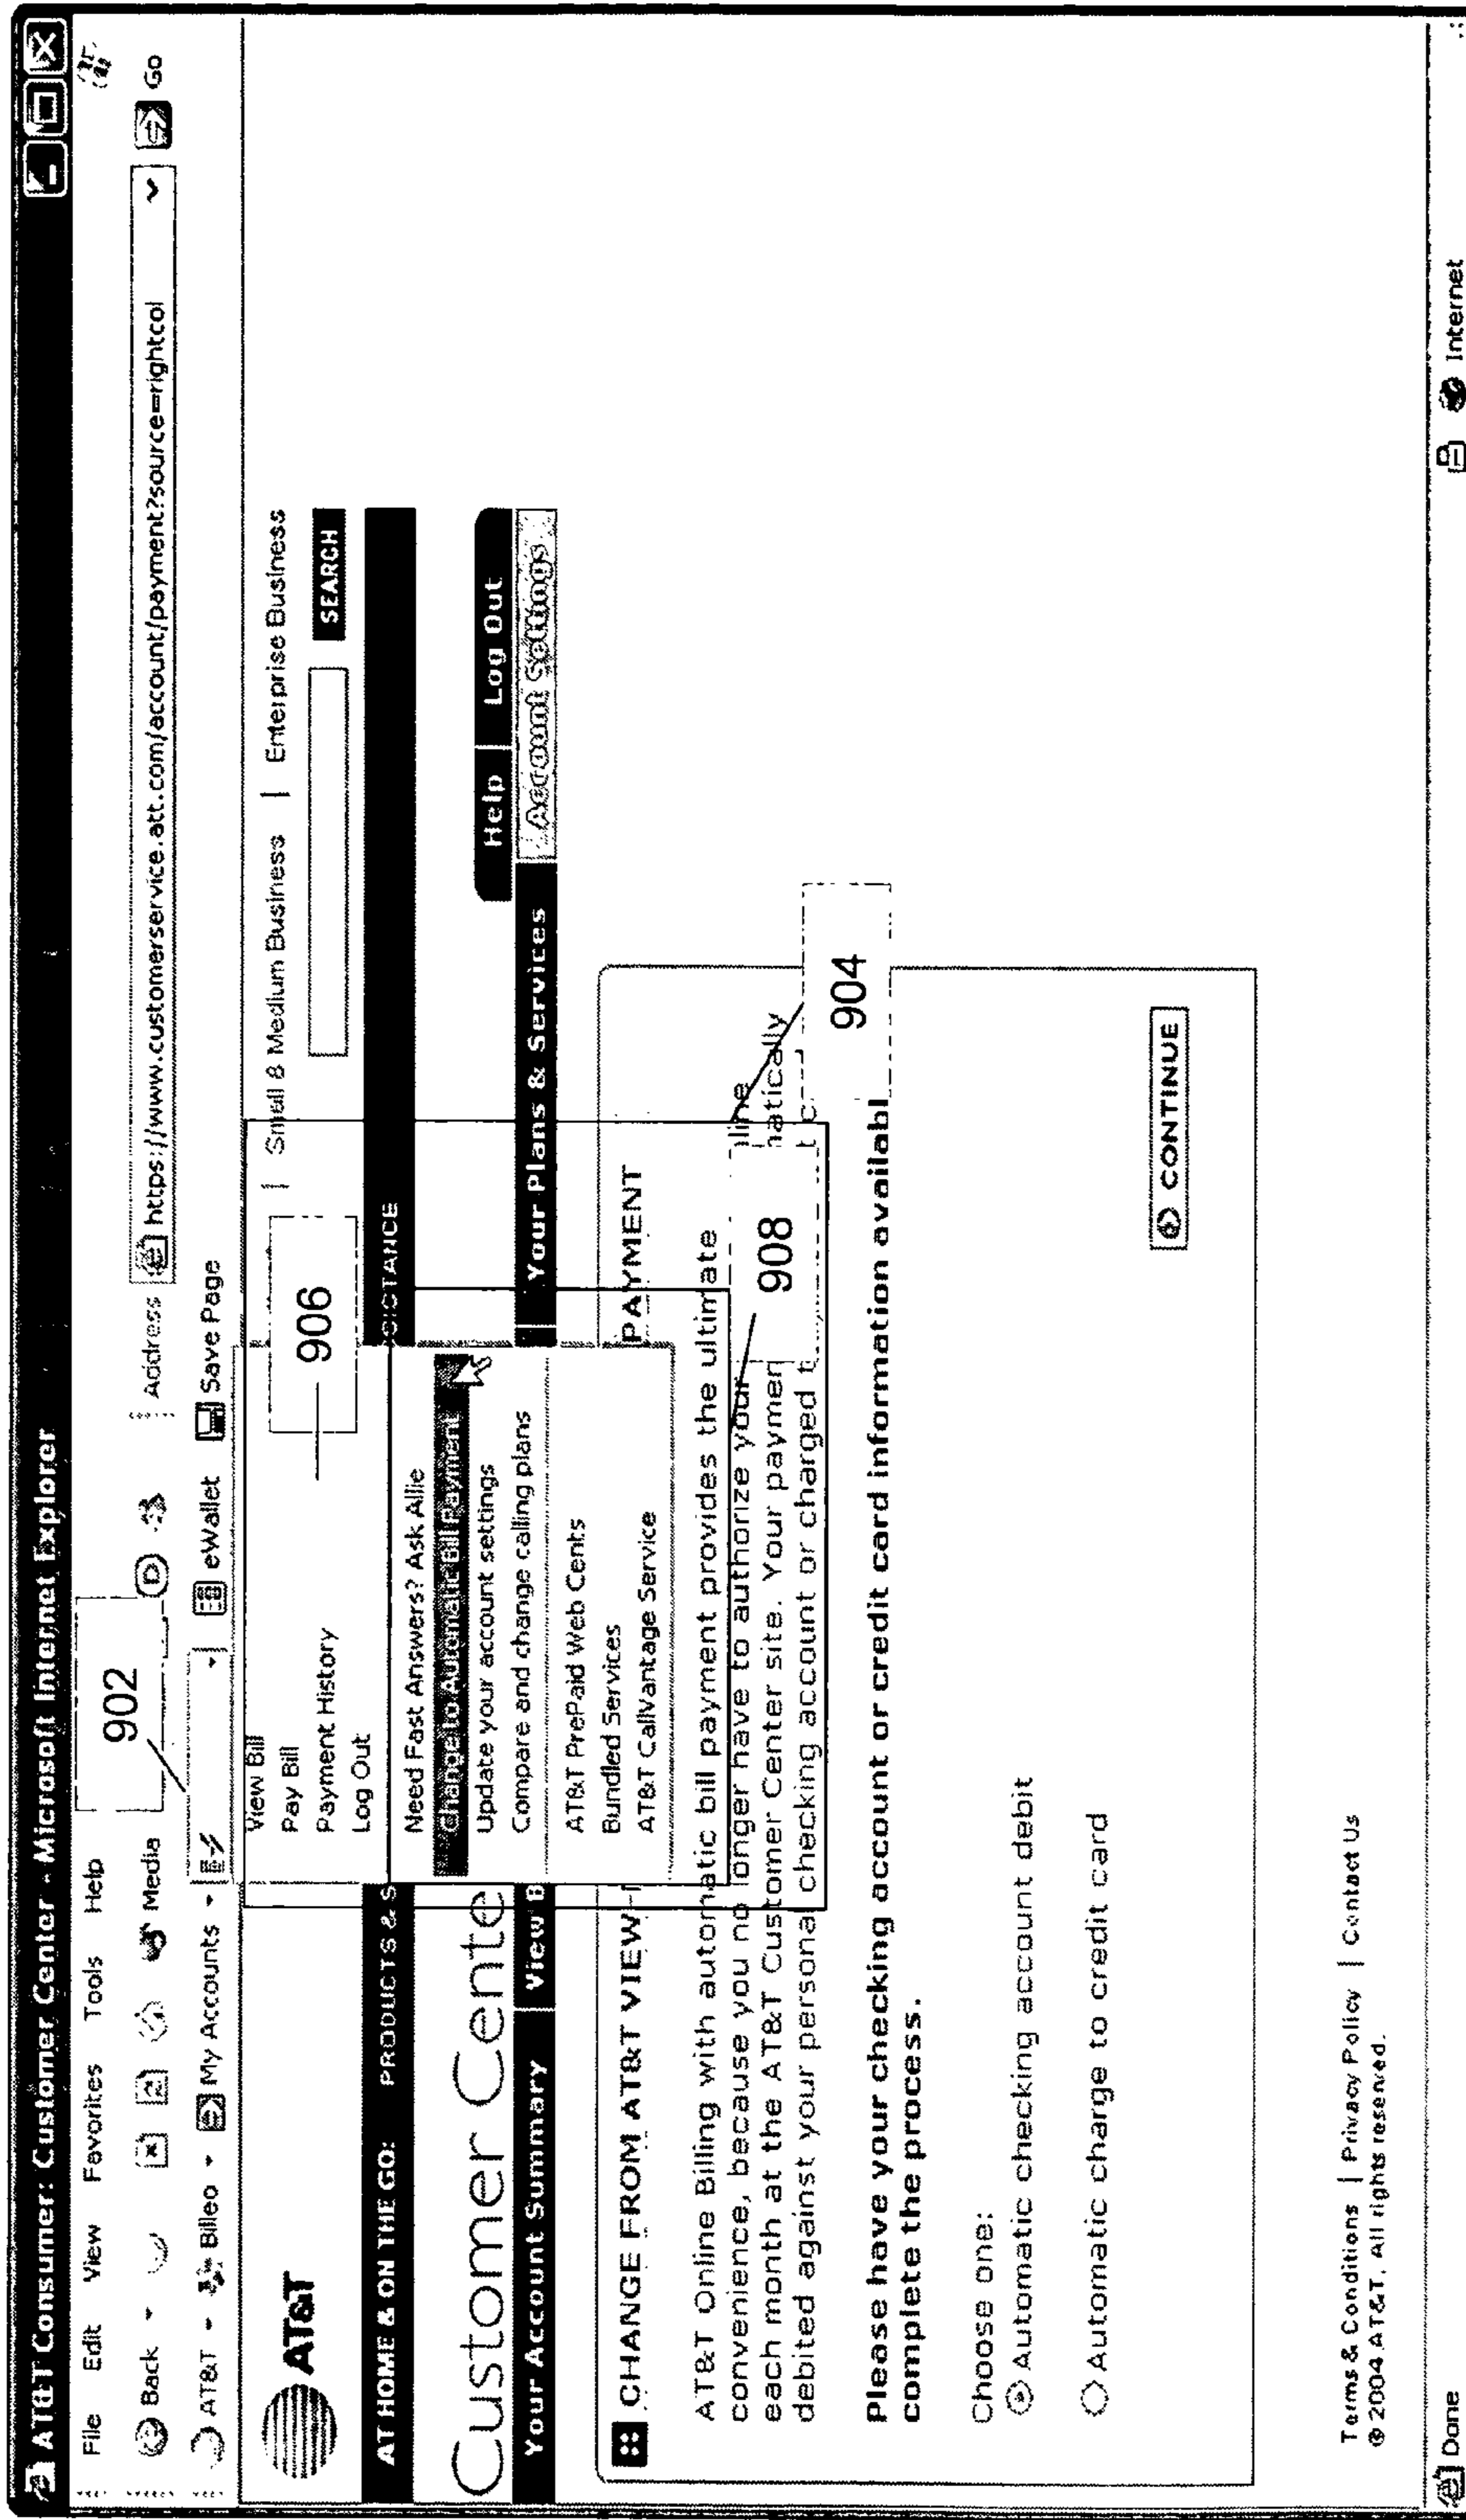 AT&T Consumer: Customer Center - Microsoft Internet Explorer
File Edit View Favorites Tools Help
902
Back Media Address https://www.customerservice.att.com/account/payment?source=rightcol Go
AT&T Billeo My Accounts eWallet Save Page
AT&T
Small & Medium Business | Enterprise Business
SEARCH
View Bill
Pay Bill
906
Payment History
Log Out
AT HOME & ON THE GO: PRODUCTS & S
Need Fast Answers? Ask Allie
Change to Automatic Bill Payment
Customer Cente
Update your account settings
Help | Log Out
Compare and change calling plans
Your Account Summary | View B | Your Plans & Services | Account Settings
AT&T PrePaid Web Cents
Bundled Services
AT&T CallVantage Service
CHANGE FROM AT&T VIEW PAYMENT
AT&T Online Billing with automatic bill payment provides the ultimate line
convenience, because you no longer have to authorize your matically
each month at the AT&T Customer Center site. Your paymen
debited against your personal checking account or charged t
908
904
Please have your checking account or credit card information availabl
complete the process.
Choose one:
Automatic checking account debit
Automatic charge to credit card
CONTINUE
Terms & Conditions | Privacy Policy | Contact Us
© 2004 AT&T. All rights reserved.
Done Internet